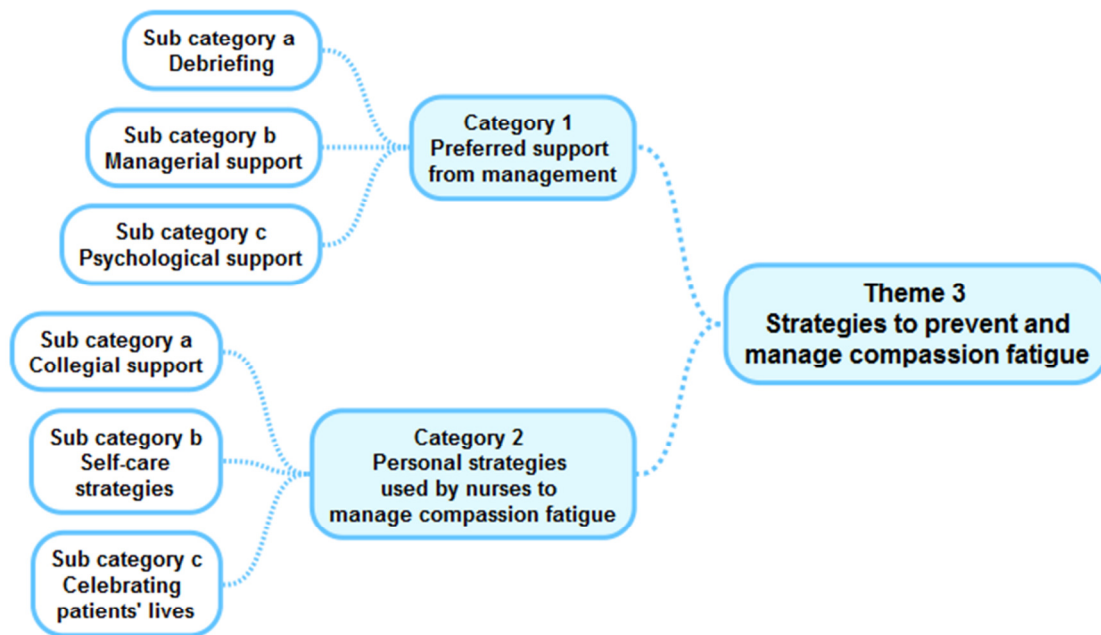 Sub category a
Debriefing
Sub category b
Managerial support
Sub category c
Psychological support
Category 1
Preferred support
from management
Sub category a
Collegial support
Sub category b
Self-care
strategies
Sub category c
Celebrating
patients' lives
Category 2
Personal strategies
used by nurses to
manage compassion fatigue
Theme 3
Strategies to prevent and
manage compassion fatigue